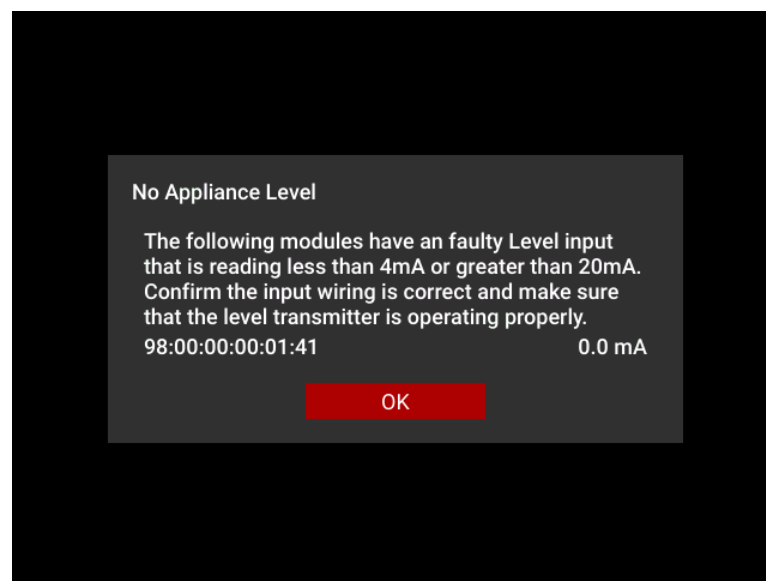 No Appliance Level
The following modules have an faulty Level input
that is reading less than 4mA or greater than 20mA.
Confirm the input wiring is correct and make sure
that the level transmitter is operating properly.
98:00:00:00:01:41 0.0 mA
OK